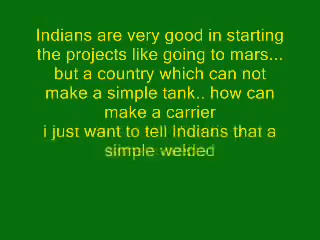 Indians are very good in starting
the projects like going to mars...
but a country which can not
make a simple tank.. how can
make a carrier
i just want to tell Indians that a
simple welded